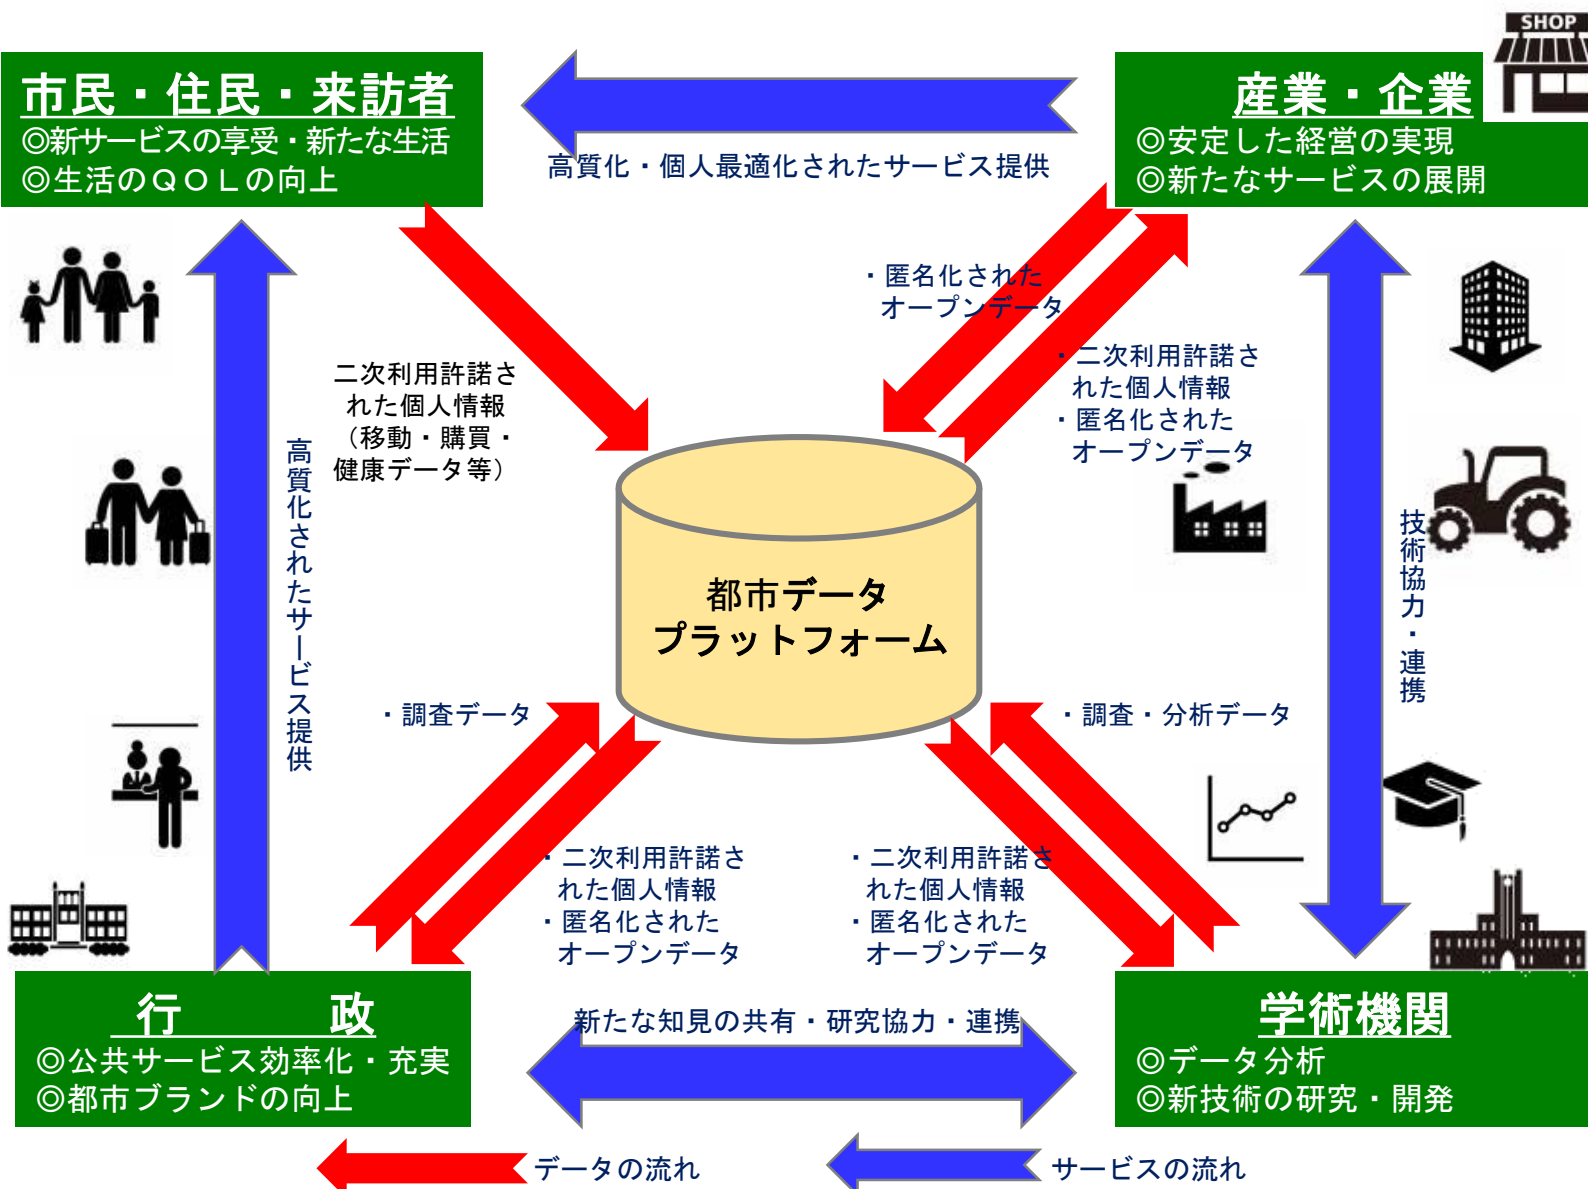 SHOP
市民・住民・来訪者
◎新サービスの享受・新たな生活
◎生活のＱＯＬの向上
産業・企業
◎安定した経営の実現
◎新たなサービスの展開
高質化・個人最適化されたサービス提供
・匿名化された
オープンデータ
・二次利用許諾さ
れた個人情報
・匿名化された
オープンデータ
二次利用許諾さ
れた個人情報
（移動・購買・
健康データ等）
高質化されたサービス提供
技術協力・連携
都市データ
プラットフォーム
・調査データ
・調査・分析データ
・二次利用許諾さ
れた個人情報
・匿名化された
オープンデータ
・二次利用許諾さ
れた個人情報
・匿名化された
オープンデータ
行　　　政
◎公共サービス効率化・充実
◎都市ブランドの向上
新たな知見の共有・研究協力・連携
学術機関
◎データ分析
◎新技術の研究・開発
データの流れ
サービスの流れ